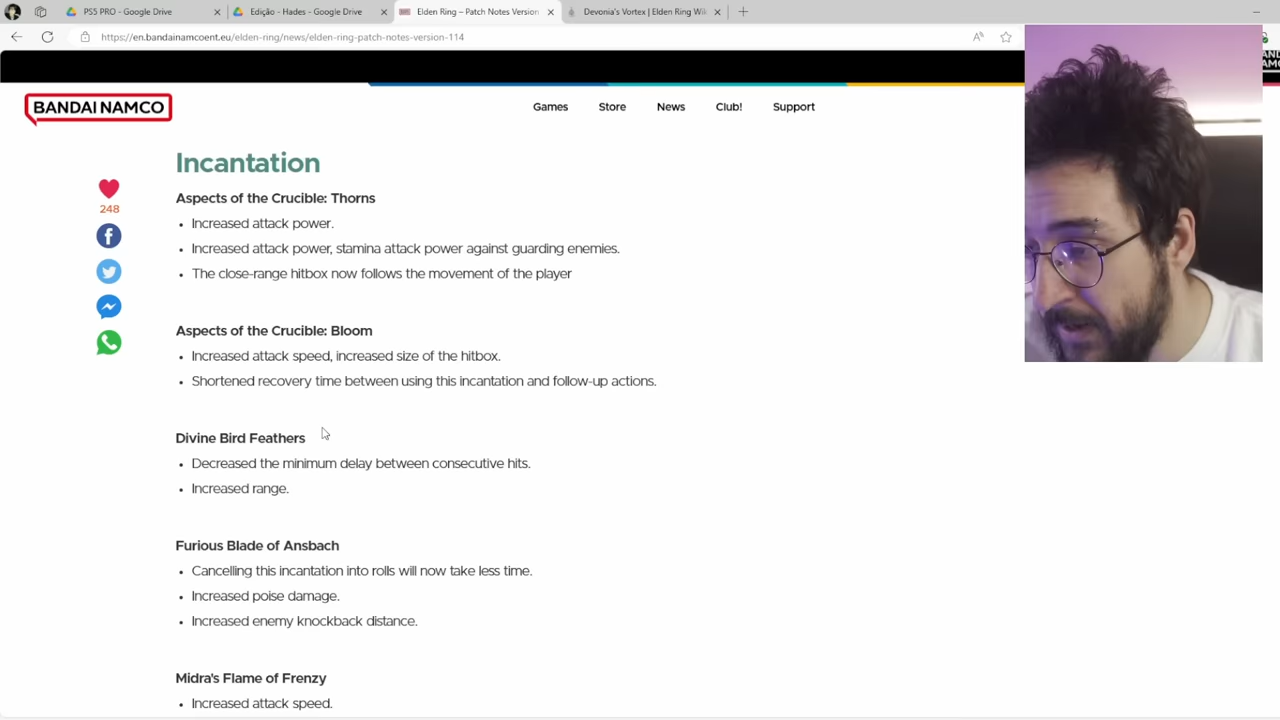 PS5 PRO - Google Drive
Edição - Hades - Google Drive
Elden Ring – Patch Notes Version
Devonia's Vortex | Elden Ring Wik
https://en.bandainamcoent.eu/elden-ring/news/elden-ring-patch-notes-version-114
BANDAI NAMCO
Games Store News Club! Support
Incantation
248
Aspects of the Crucible: Thorns
• Increased attack power.
• Increased attack power, stamina attack power against guarding enemies.
• The close-range hitbox now follows the movement of the player
Aspects of the Crucible: Bloom
• Increased attack speed, increased size of the hitbox.
• Shortened recovery time between using this incantation and follow-up actions.
Divine Bird Feathers
• Decreased the minimum delay between consecutive hits.
• Increased range.
Furious Blade of Ansbach
• Cancelling this incantation into rolls will now take less time.
• Increased poise damage.
• Increased enemy knockback distance.
Midra's Flame of Frenzy
• Increased attack speed.